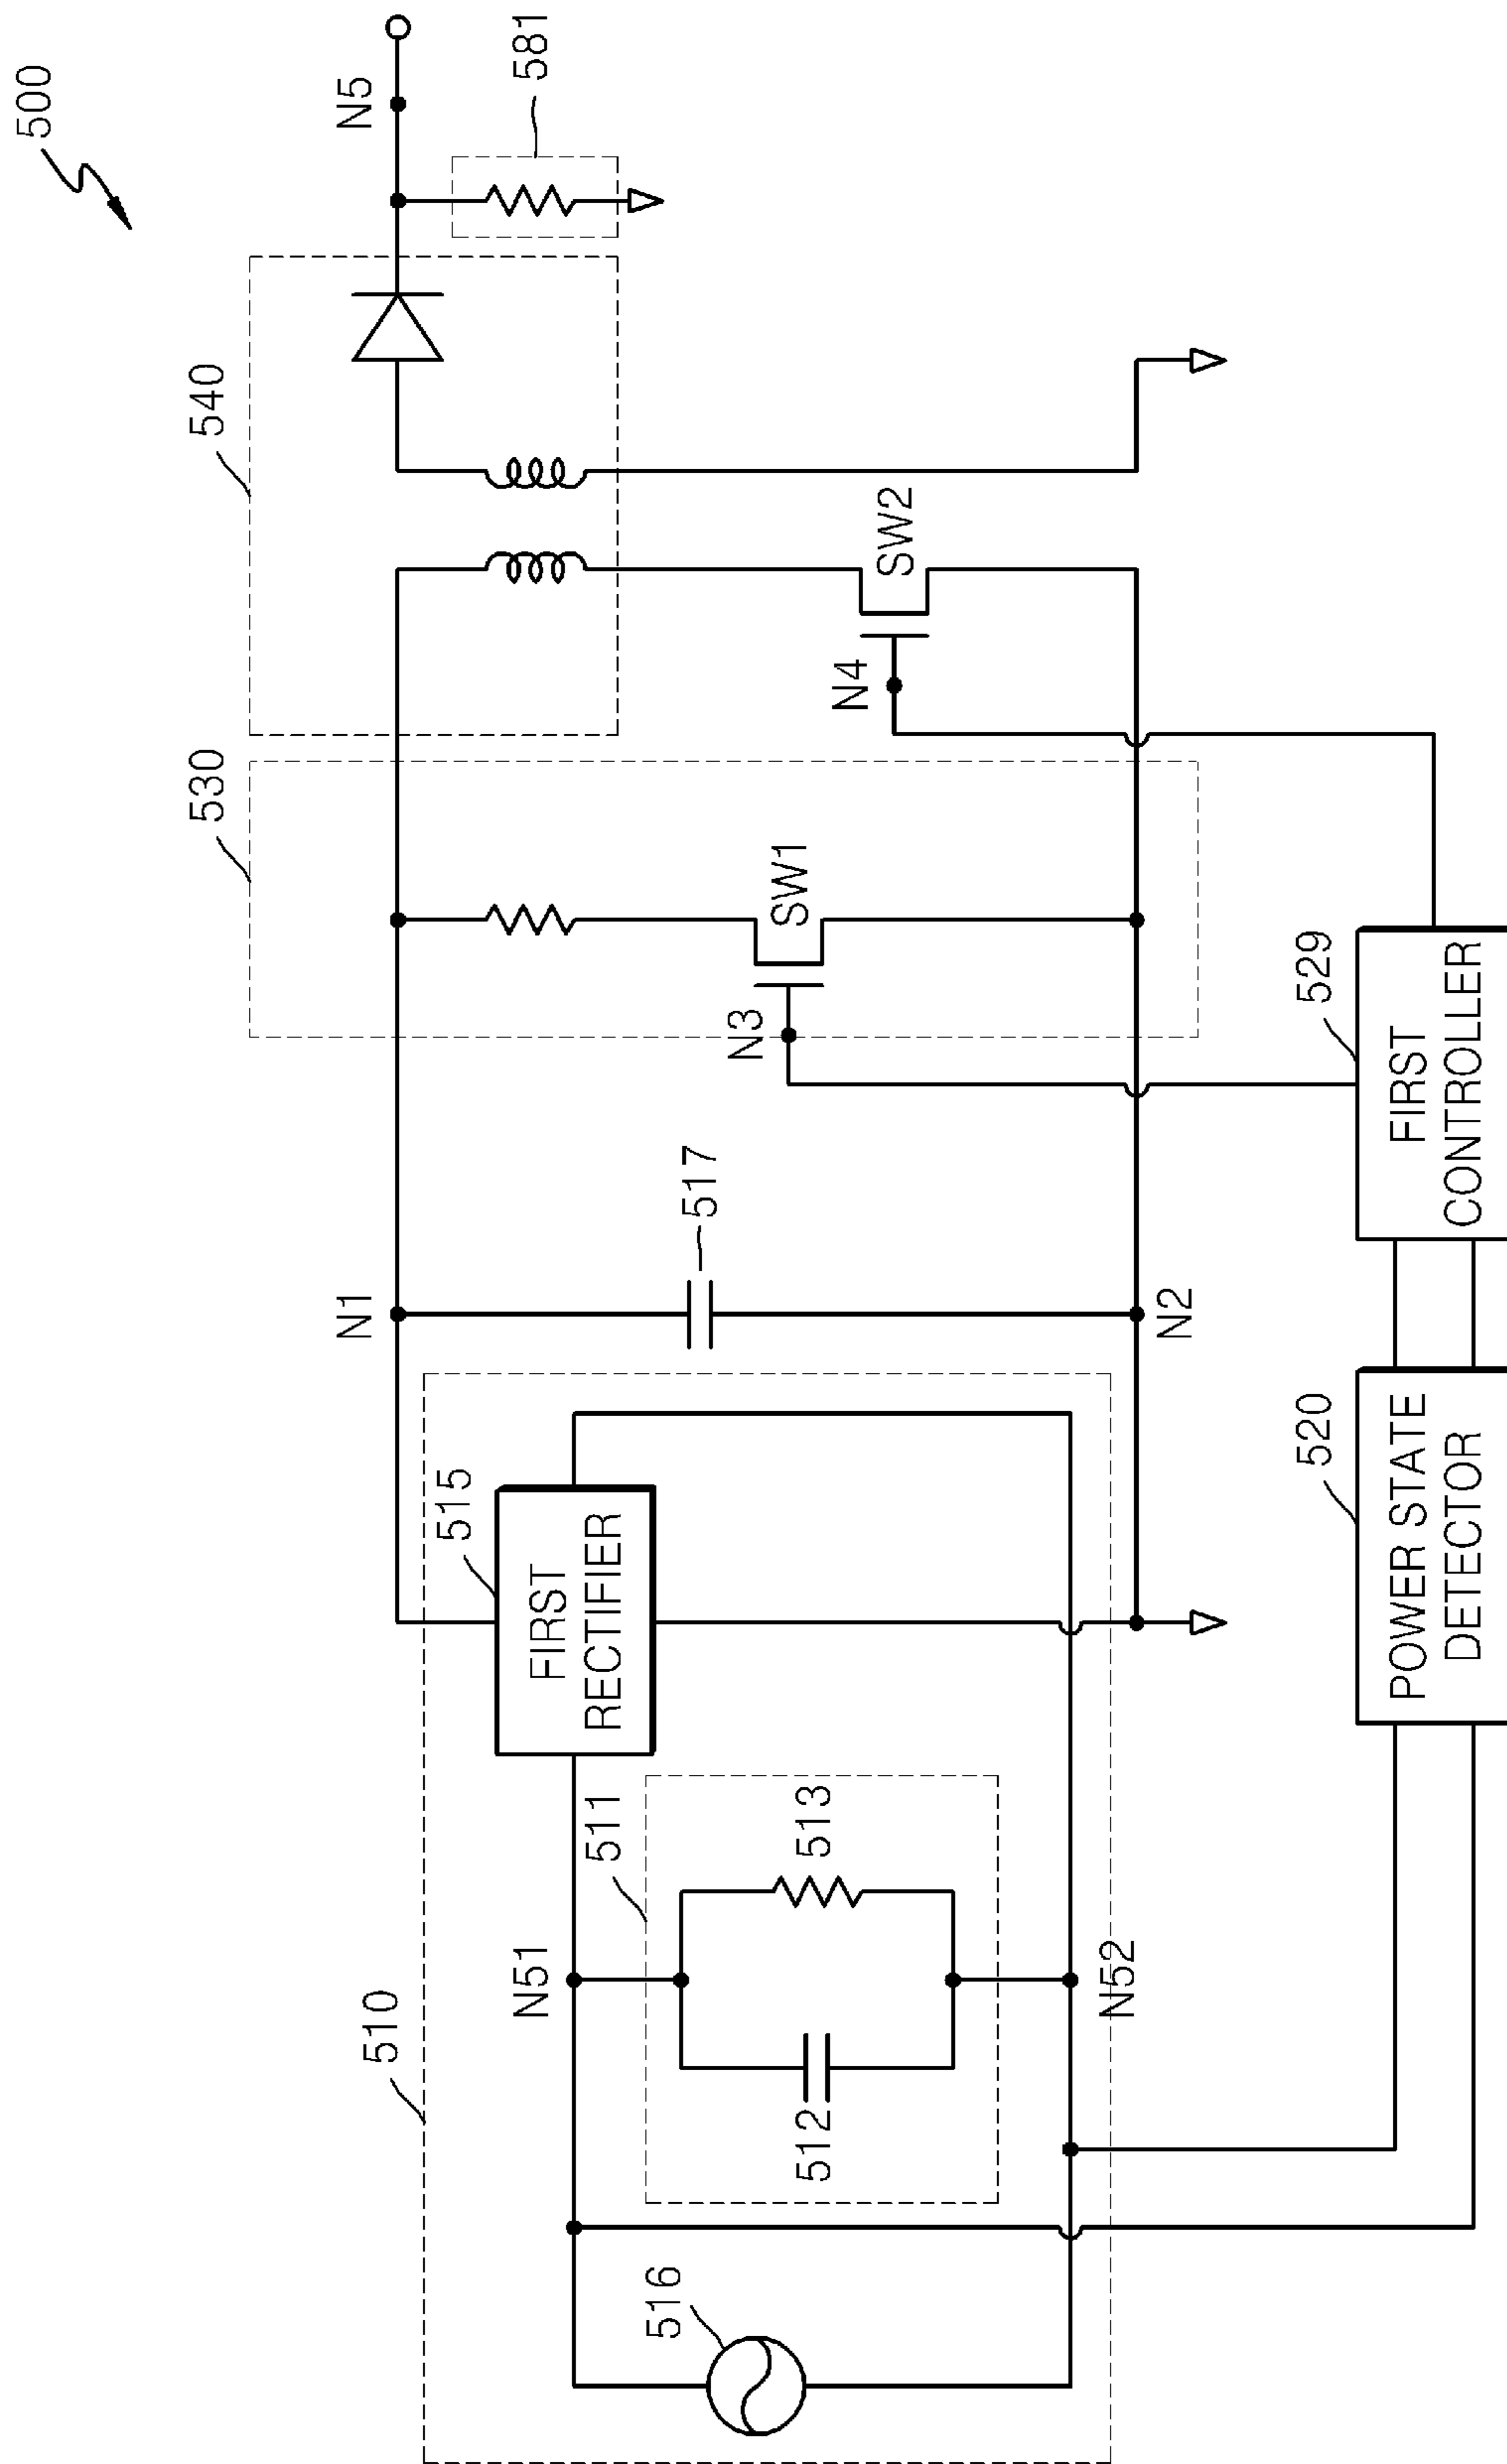 500
510
N51
511
512
513
N52
516
FIRST
RECTIFIER
515
N1
517
N2
530
N3
SW1
540
N4
SW2
N5
581
POWER STATE
DETECTOR
520
FIRST
CONTROLLER
529